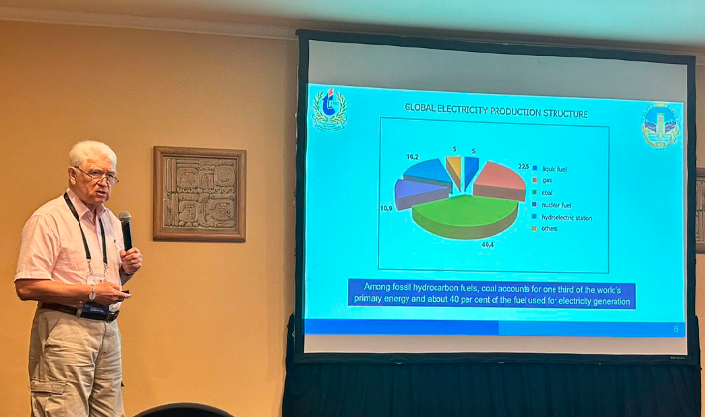 GLOBAL ELECTRICITY PRODUCTION STRUCTURE
5
5
16,2
22,5
10,9
40,4
liquic fuel
gas
coal
nuclear fuel
hydroelectric station
others
Among fossil hydrocarbon fuels, coal accounts for one third of the world's
primary energy and about 40 per cent of the fuel used for electricity generation
6